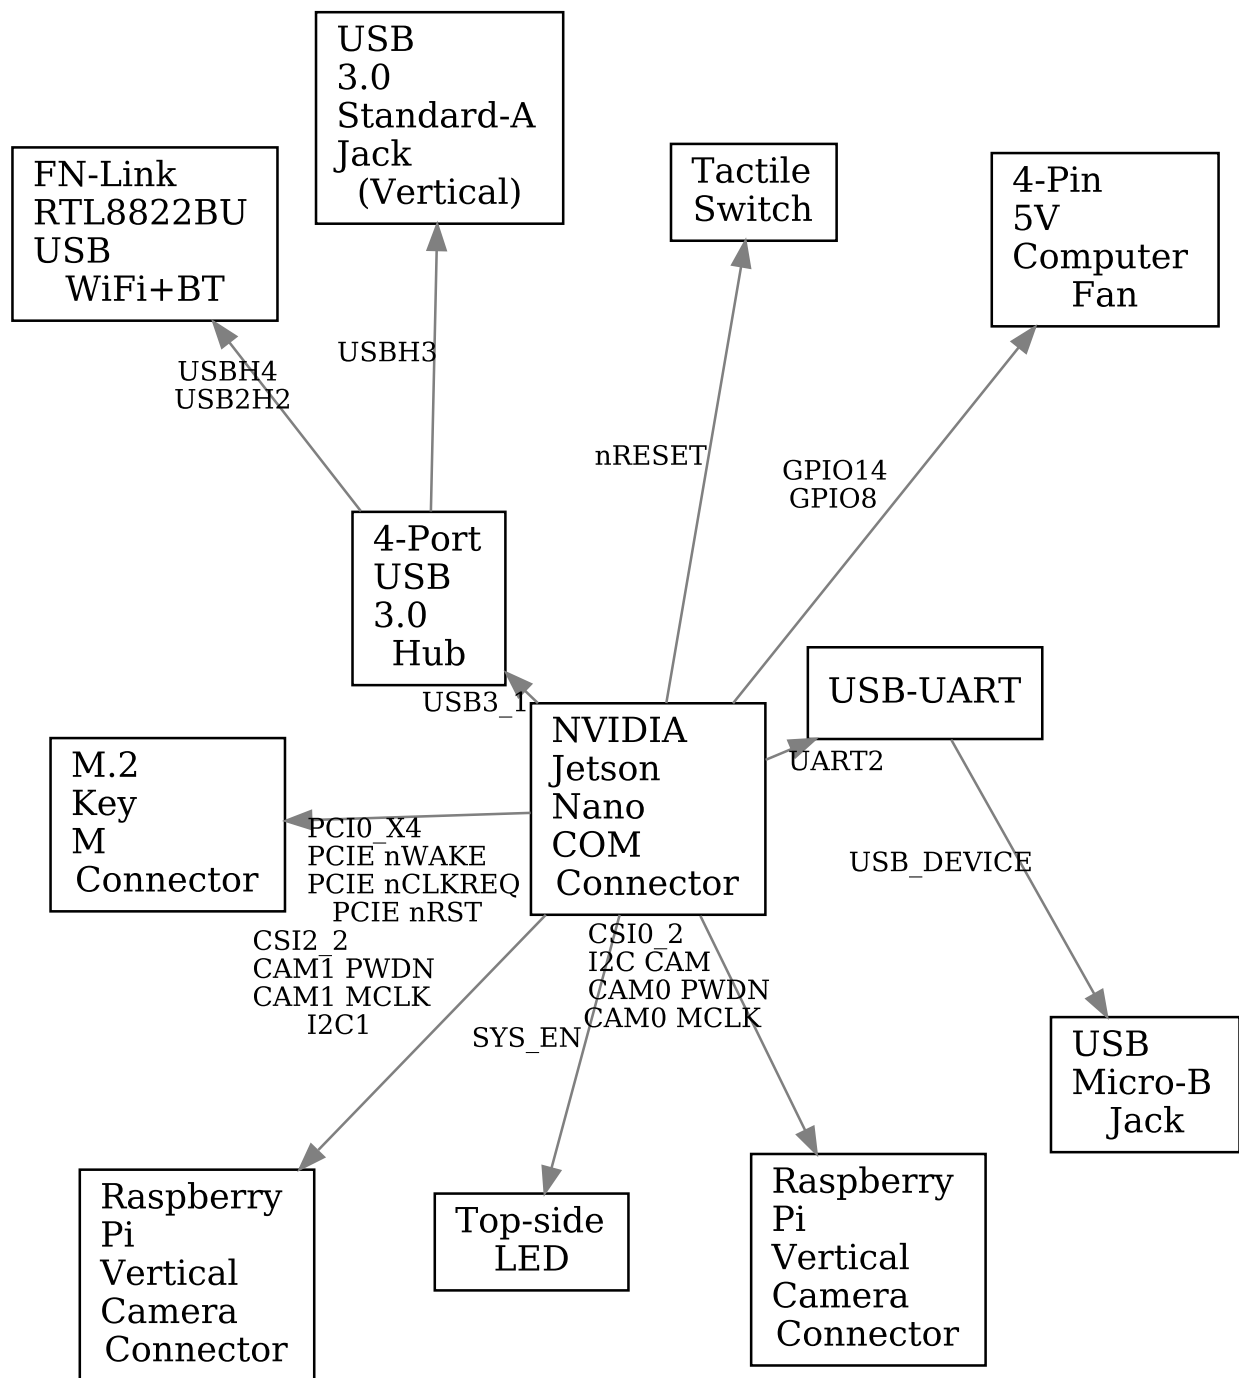 USB
3.0
Standard-A
Jack
(Vertical)
FN-Link
RTL8822BU
USB
WiFi+BT
Tactile
Switch
4-Pin
5V
Computer
Fan
USBH3
USBH4
USB2H2
nRESET
GPIO14
GPIO8
4-Port
USB
3.0
Hub
USB-UART
USB3_1
NVIDIA
Jetson
Nano
COM
Connector
UART2
M.2
Key
M
Connector
PCI0_X4
PCIE nWAKE
PCIE nCLKREQ
PCIE nRST
USB_DEVICE
CSI2_2
CAM1 PWDN
CAM1 MCLK
I2C1
CSI0_2
I2C CAM
CAM0 PWDN
CAM0 MCLK
SYS_EN
USB
Micro-B
Jack
Raspberry
Pi
Vertical
Camera
Connector
Top-side
LED
Raspberry
Pi
Vertical
Camera
Connector